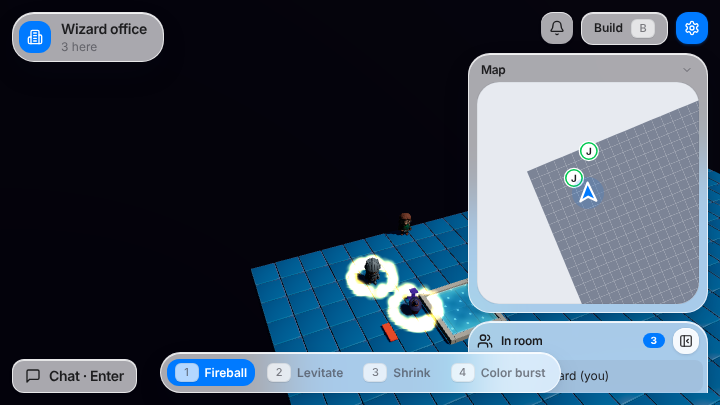 Wizard office
3 here
Build B
Map
J
J
In room 3
ard (you)
Chat · Enter
1 Fireball 2 Levitate 3 Shrink 4 Color burst